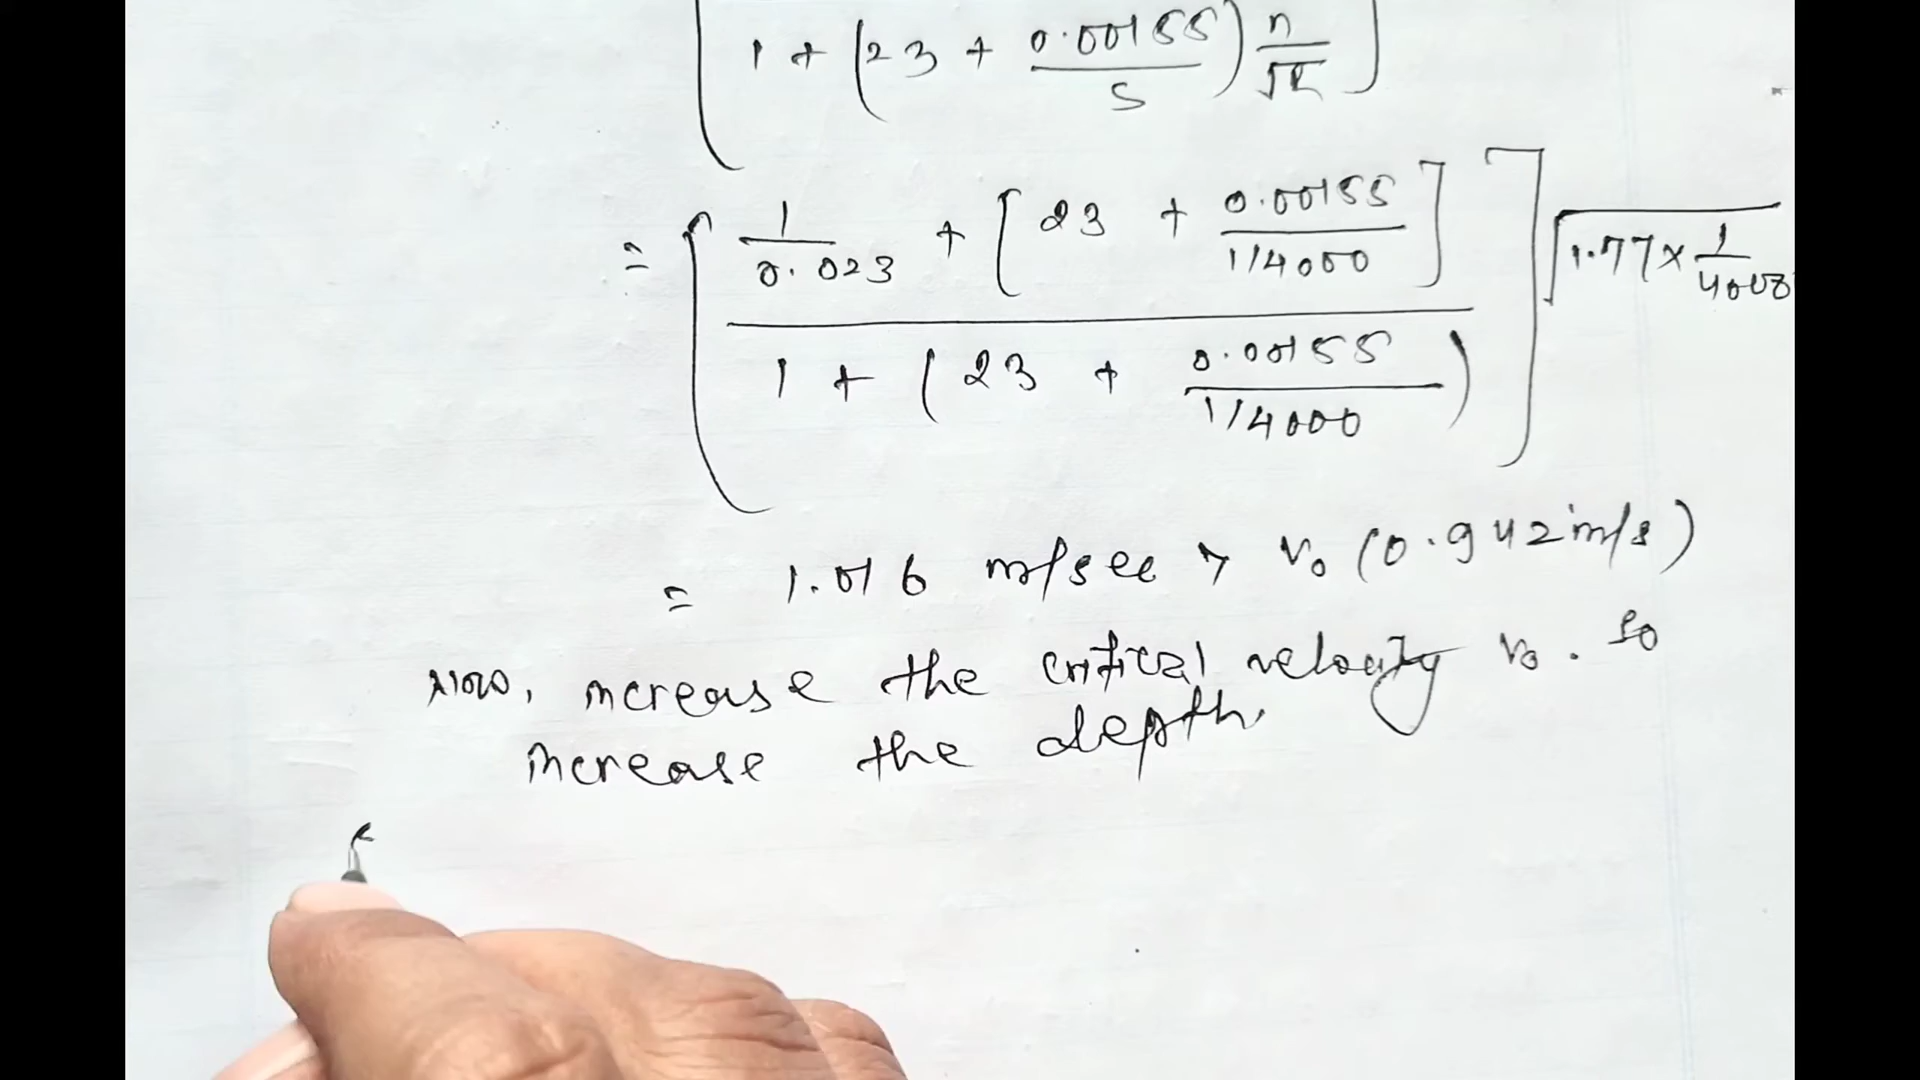 [ 1 + (23 + 0.00155 / S) n / √R ]
= [ 1 / 0.023 + [ 23 + 0.00155 / 1/4000 ] / 1 + ( 23 + 0.00155 / 1/4000 ) ] √ 1.77 × 1 / 4000
= 1.016 m/sec > V₀ (0.942 m/s)
Now, increase the critical velocity V₀. So
increase the depth.